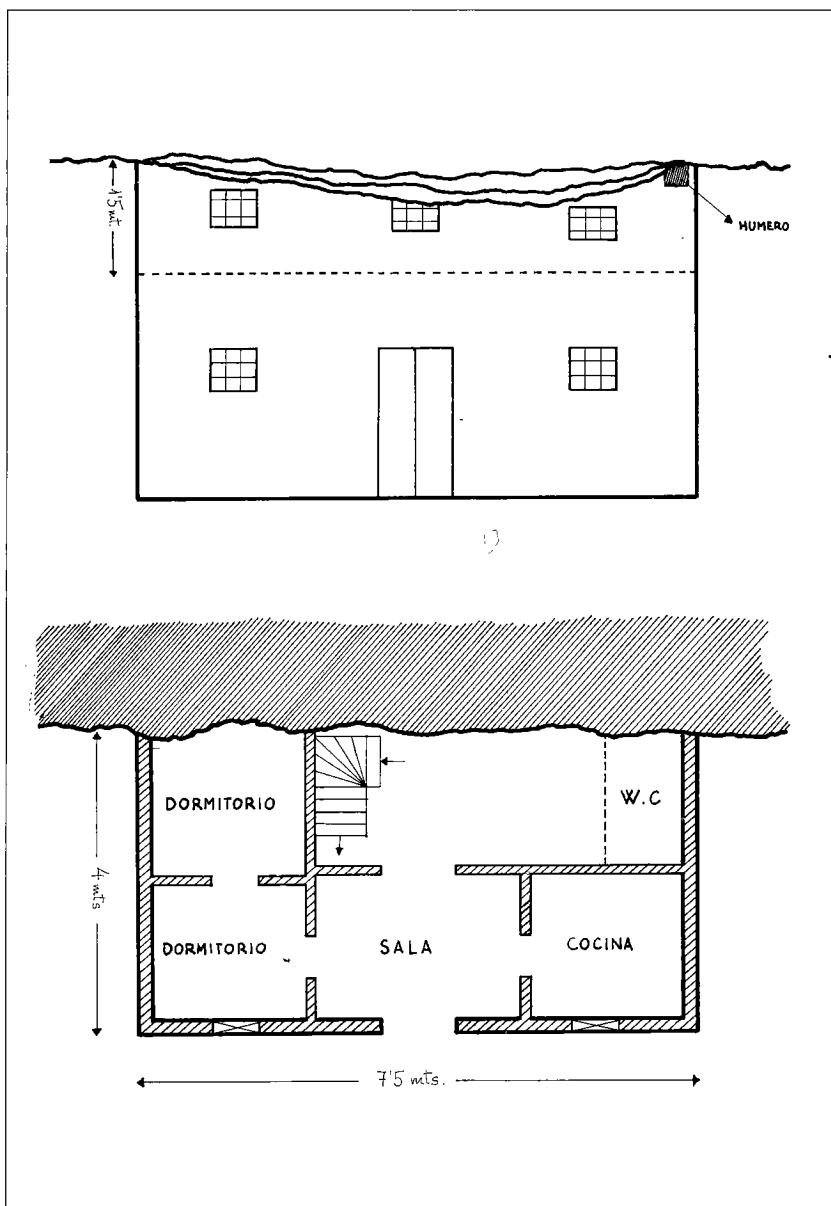 1'5 mt.
HUMERO
DORMITORIO
W.C
4 mts
DORMITORIO
SALA
COCINA
7'5 mts.